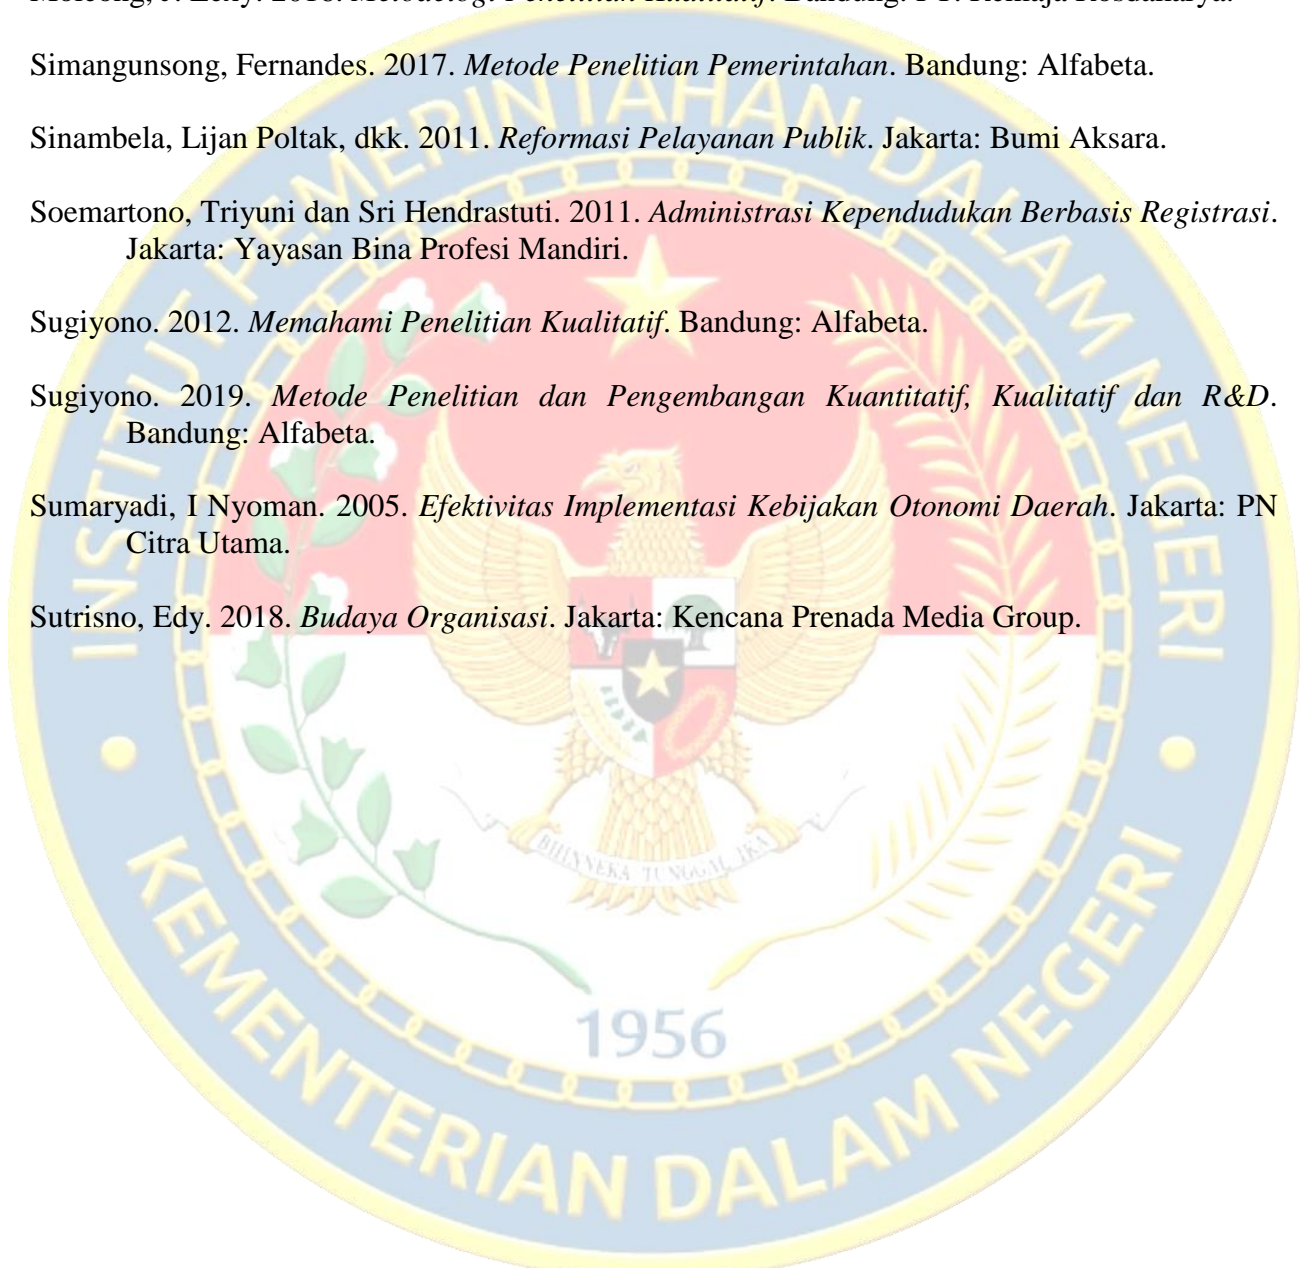 Simangunsong, Fernandes. 2017. Metode Penelitian Pemerintahan. Bandung: Alfabeta.
Sinambela, Lijan Poltak, dkk. 2011. Reformasi Pelayanan Publik. Jakarta: Bumi Aksara.
Soemartono, Triyuni dan Sri Hendrastuti. 2011. Administrasi Kependudukan Berbasis Registrasi.
Jakarta: Yayasan Bina Profesi Mandiri.
Sugiyono. 2012. Memahami Penelitian Kualitatif. Bandung: Alfabeta.
Sugiyono. 2019. Metode Penelitian dan Pengembangan Kuantitatif, Kualitatif dan R&D.
Bandung: Alfabeta.
Sumaryadi, I Nyoman. 2005. Efektivitas Implementasi Kebijakan Otonomi Daerah. Jakarta: PN
Citra Utama.
Sutrisno, Edy. 2018. Budaya Organisasi. Jakarta: Kencana Prenada Media Group.
INSTITUT PEMERINTAHAN DALAM NEGERI
BHINNEKA TUNGGAL IKA
1956
KEMENTERIAN DALAM NEGERI